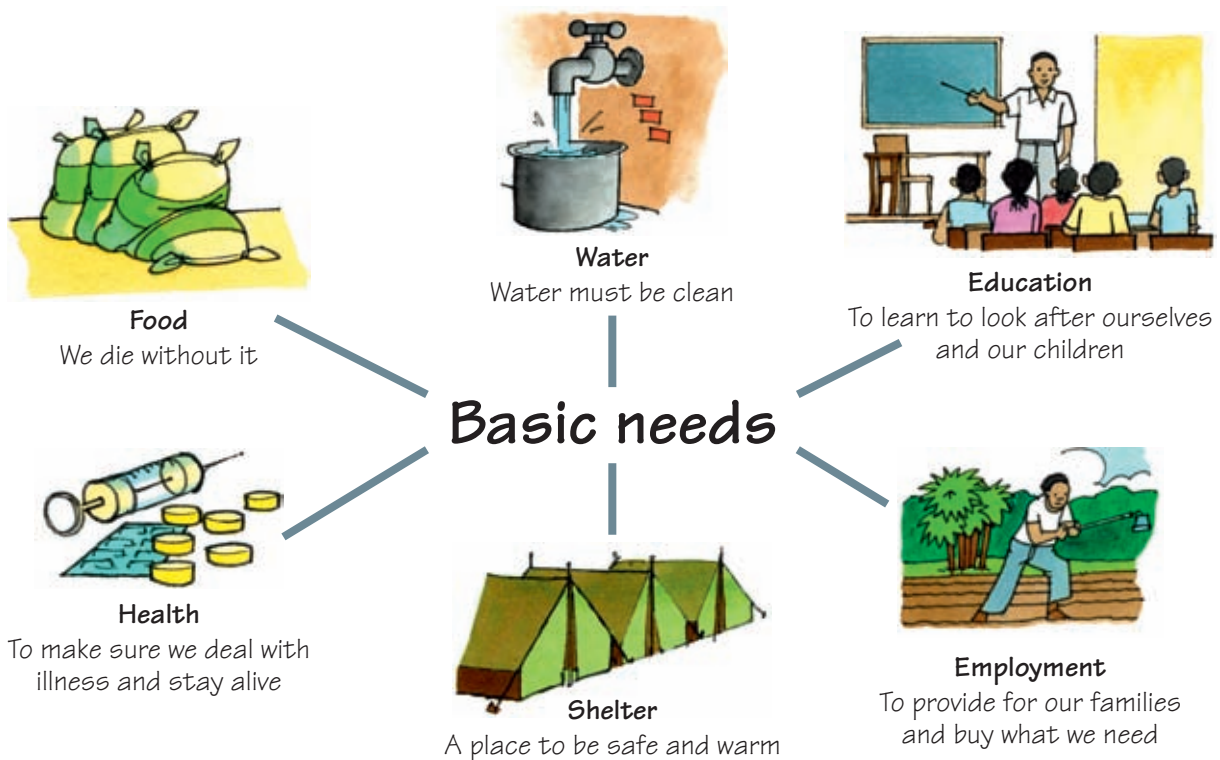 Water
Water must be clean
Education
To learn to look after ourselves
and our children
Food
We die without it
Basic needs
Health
To make sure we deal with
illness and stay alive
Shelter
A place to be safe and warm
Employment
To provide for our families
and buy what we need